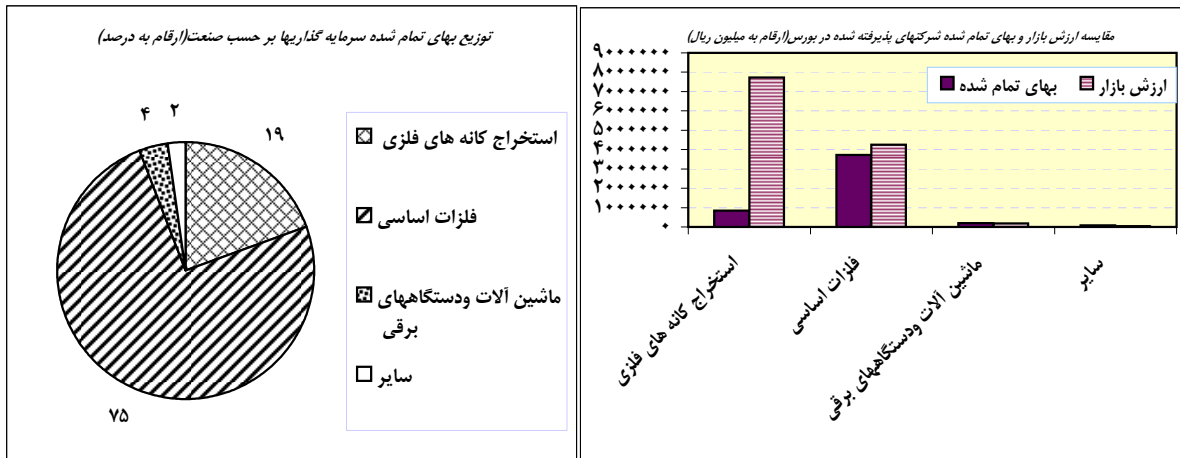 توزیع بهای تمام شده سرمایه گذاریها بر حسب صنعت(ارقام به درصد)
۲
۴
۱۹
۷۵
استخراج کانه های فلزی
فلزات اساسی
ماشین آلات ودستگاههای
برقی
سایر
مقایسه ارزش بازار و بهای تمام شده شرکتهای پذیرفته شده در بورس(ارقام به میلیون ریال)
۹۰۰۰۰۰۰
۸۰۰۰۰۰۰
۷۰۰۰۰۰۰
۶۰۰۰۰۰۰
۵۰۰۰۰۰۰
۴۰۰۰۰۰۰
۳۰۰۰۰۰۰
۲۰۰۰۰۰۰
۱۰۰۰۰۰۰
۰
بهای تمام شده
ارزش بازار
استخراج کانه های فلزی
فلزات اساسی
ماشین آلات ودستگاههای برقی
سایر